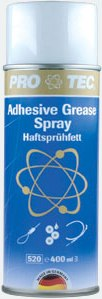 PRO TEC
Adhesive Grease
Spray
Haftsprühfett
520 e 400 ml